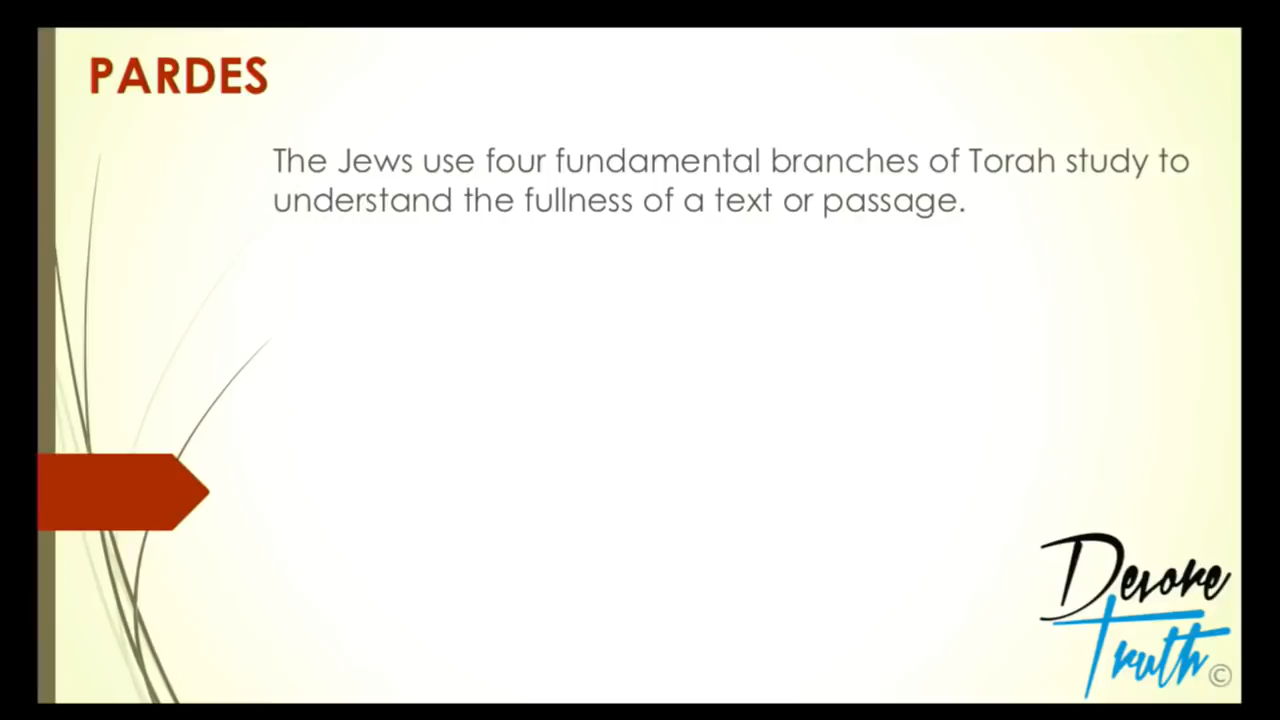 PARDES
The Jews use four fundamental branches of Torah study to
understand the fullness of a text or passage.
Devore
Truth©